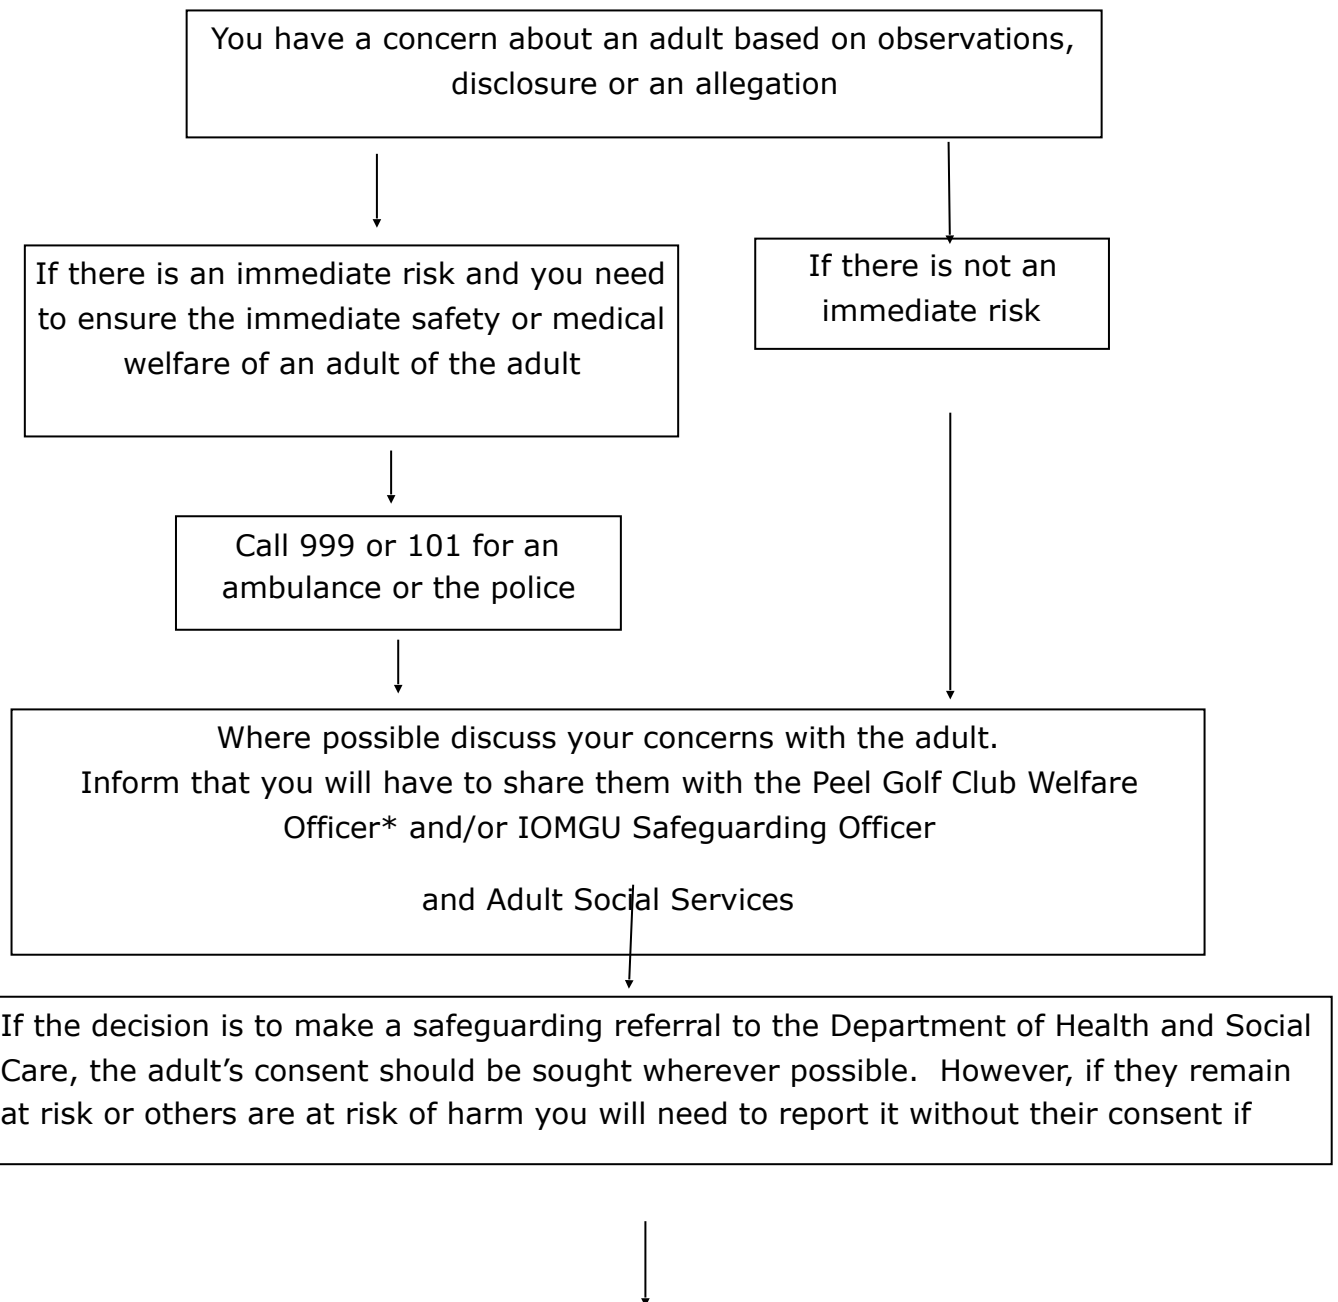 You have a concern about an adult based on observations,
disclosure or an allegation
If there is an immediate risk and you need
to ensure the immediate safety or medical
welfare of an adult of the adult
If there is not an
immediate risk
Call 999 or 101 for an
ambulance or the police
Where possible discuss your concerns with the adult.
Inform that you will have to share them with the Peel Golf Club Welfare
Officer* and/or IOMGU Safeguarding Officer
and Adult Social Services
If the decision is to make a safeguarding referral to the Department of Health and Social
Care, the adult’s consent should be sought wherever possible.  However, if they remain
at risk or others are at risk of harm you will need to report it without their consent if